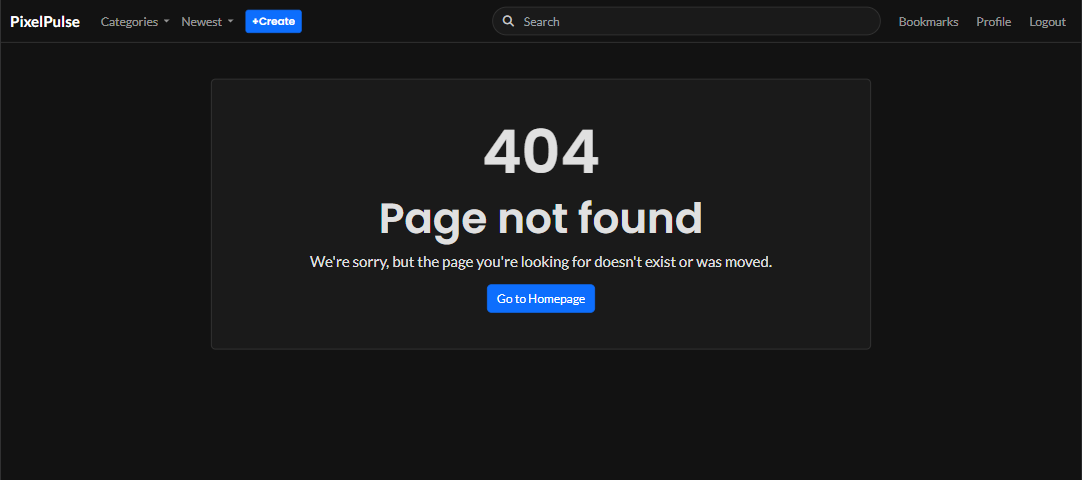 PixelPulse Categories Newest +Create Search Bookmarks Profile Logout
404
Page not found
We're sorry, but the page you're looking for doesn't exist or was moved.
Go to Homepage